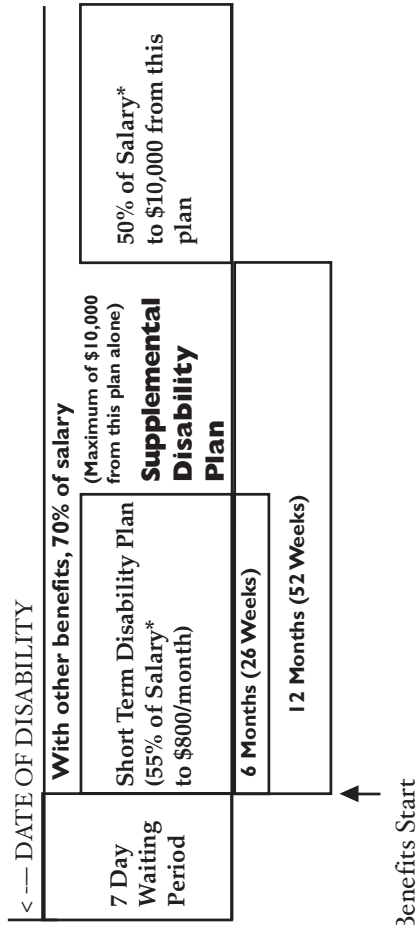 < -— DATE OF DISABILITY
With other benefits, 70% of salary
7 Day
Waiting
Period
Short Term Disability Plan
(55% of Salary*
to $800/month)
(Maximum of $10,000
from this plan alone)
Supplemental
Disability
Plan
50% of Salary*
to $10,000 from this
plan
6 Months (26 Weeks)
12 Months (52 Weeks)
Benefits Start